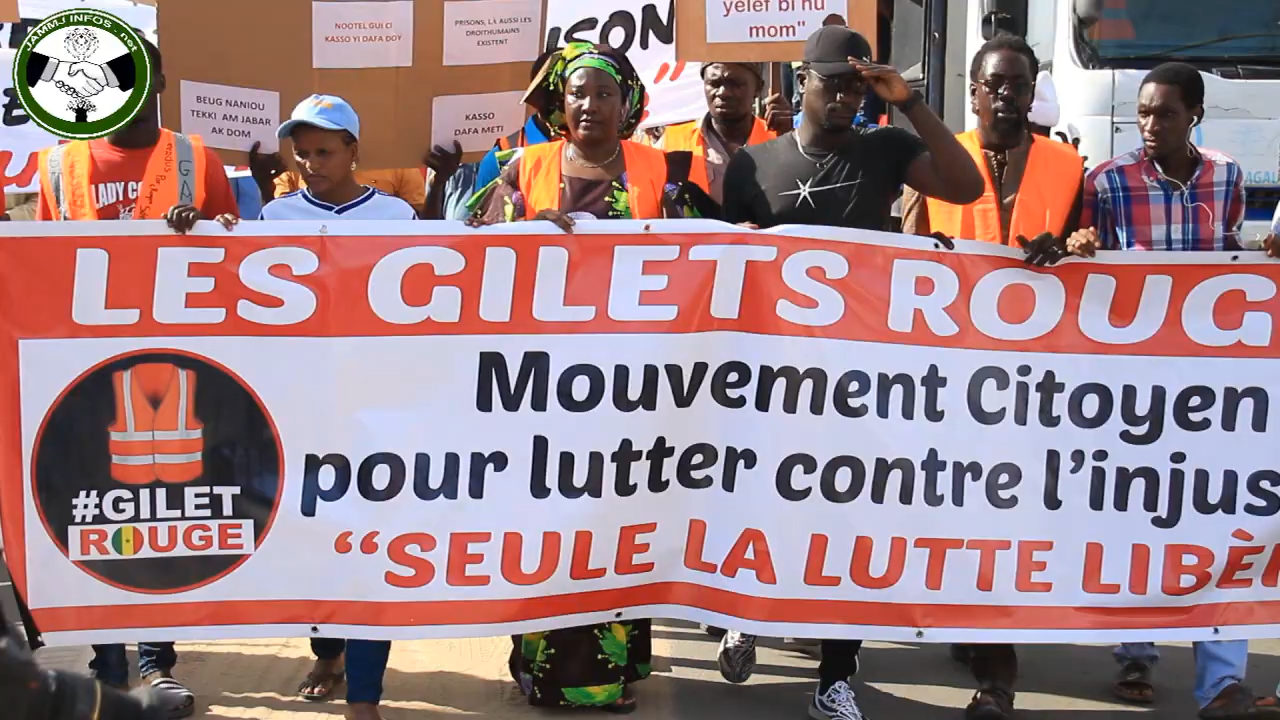 JAMMJ INFOS .net
NOOTEL GUI CI
KASSO YI DAFA DOY
PRISONS, LÀ AUSSI LES
DROITHUMAINS
EXISTENT
yelef bi nu
mom"
BEUG NANIOU
TEKKI AM JABAR
AK DOM
KASSO
DAFA METI
LADY
LES GILETS ROUG
Mouvement Citoyen
pour lutter contre l'injus
"SEULE LA LUTTE LIBÈ
#GILET
ROUGE